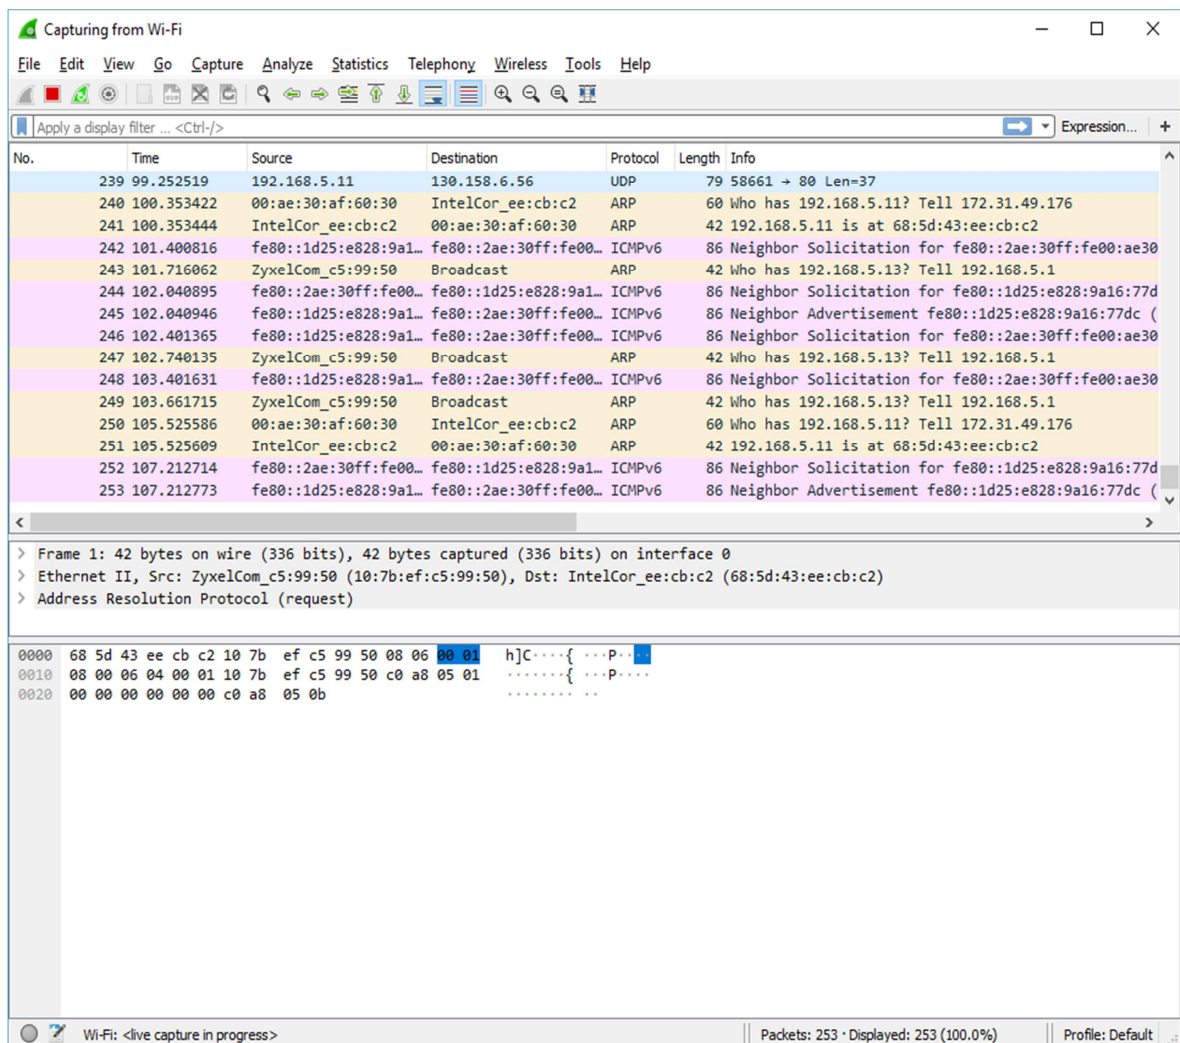 Capturing from Wi-Fi
File Edit View Go Capture Analyze Statistics Telephony Wireless Tools Help
Apply a display filter ... <Ctrl-/> Expression... +
No. Time Source Destination Protocol Length Info
239 99.252519 192.168.5.11 130.158.6.56 UDP 79 58661 → 80 Len=37
240 100.353422 00:ae:30:af:60:30 IntelCor_ee:cb:c2 ARP 60 Who has 192.168.5.11? Tell 172.31.49.176
241 100.353444 IntelCor_ee:cb:c2 00:ae:30:af:60:30 ARP 42 192.168.5.11 is at 68:5d:43:ee:cb:c2
242 101.400816 fe80::1d25:e828:9a1… fe80::2ae:30ff:fe00… ICMPv6 86 Neighbor Solicitation for fe80::2ae:30ff:fe00:ae30
243 101.716062 ZyxelCom_c5:99:50 Broadcast ARP 42 Who has 192.168.5.13? Tell 192.168.5.1
244 102.040895 fe80::2ae:30ff:fe00… fe80::1d25:e828:9a1… ICMPv6 86 Neighbor Solicitation for fe80::1d25:e828:9a16:77d
245 102.040946 fe80::1d25:e828:9a1… fe80::2ae:30ff:fe00… ICMPv6 86 Neighbor Advertisement fe80::1d25:e828:9a16:77dc (
246 102.401365 fe80::1d25:e828:9a1… fe80::2ae:30ff:fe00… ICMPv6 86 Neighbor Solicitation for fe80::2ae:30ff:fe00:ae30
247 102.740135 ZyxelCom_c5:99:50 Broadcast ARP 42 Who has 192.168.5.13? Tell 192.168.5.1
248 103.401631 fe80::1d25:e828:9a1… fe80::2ae:30ff:fe00… ICMPv6 86 Neighbor Solicitation for fe80::2ae:30ff:fe00:ae30
249 103.661715 ZyxelCom_c5:99:50 Broadcast ARP 42 Who has 192.168.5.13? Tell 192.168.5.1
250 105.525586 00:ae:30:af:60:30 IntelCor_ee:cb:c2 ARP 60 Who has 192.168.5.11? Tell 172.31.49.176
251 105.525609 IntelCor_ee:cb:c2 00:ae:30:af:60:30 ARP 42 192.168.5.11 is at 68:5d:43:ee:cb:c2
252 107.212714 fe80::2ae:30ff:fe00… fe80::1d25:e828:9a1… ICMPv6 86 Neighbor Solicitation for fe80::1d25:e828:9a16:77d
253 107.212773 fe80::1d25:e828:9a1… fe80::2ae:30ff:fe00… ICMPv6 86 Neighbor Advertisement fe80::1d25:e828:9a16:77dc (
> Frame 1: 42 bytes on wire (336 bits), 42 bytes captured (336 bits) on interface 0
> Ethernet II, Src: ZyxelCom_c5:99:50 (10:7b:ef:c5:99:50), Dst: IntelCor_ee:cb:c2 (68:5d:43:ee:cb:c2)
> Address Resolution Protocol (request)
0000 68 5d 43 ee cb c2 10 7b ef c5 99 50 08 06 00 01 h]C····{ ···P····
0010 08 00 06 04 00 01 10 7b ef c5 99 50 c0 a8 05 01 ·······{ ···P····
0020 00 00 00 00 00 00 c0 a8 05 0b ········ ··
Wi-Fi: <live capture in progress> Packets: 253 · Displayed: 253 (100.0%) Profile: Default